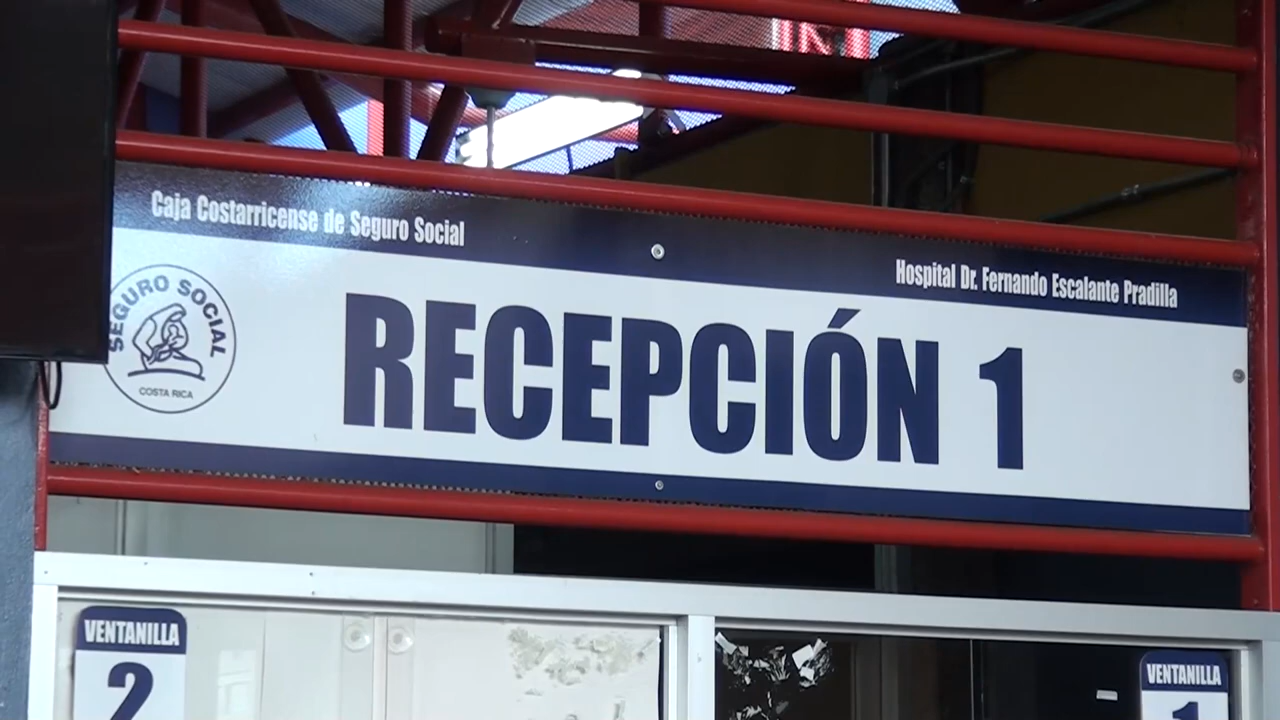 Caja Costarricense de Seguro Social
Hospital Dr. Fernando Escalante Pradilla
SEGURO SOCIAL
COSTA RICA
RECEPCIÓN 1
VENTANILLA
2
VENTANILLA
1